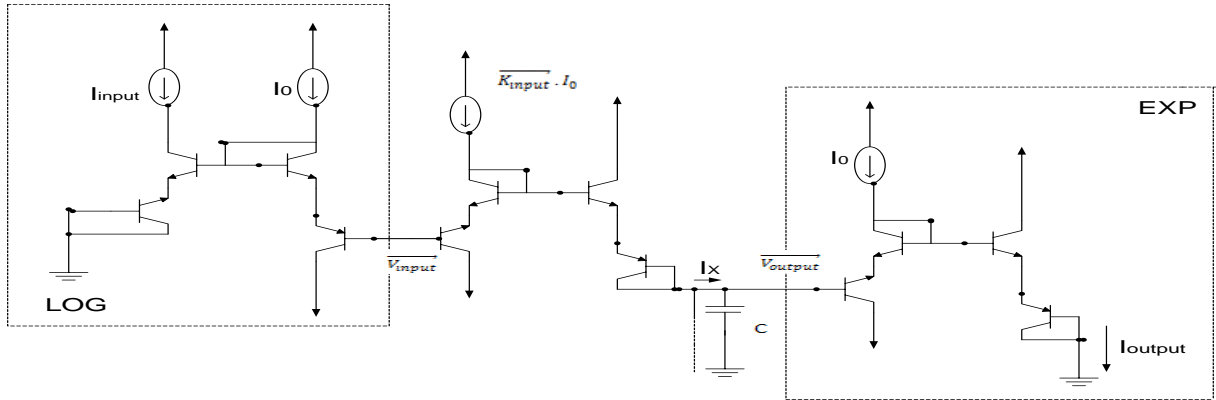 Iinput
Io
LOG
Vinput
Kinput . I0
Ix
C
Voutput
EXP
Io
Ioutput